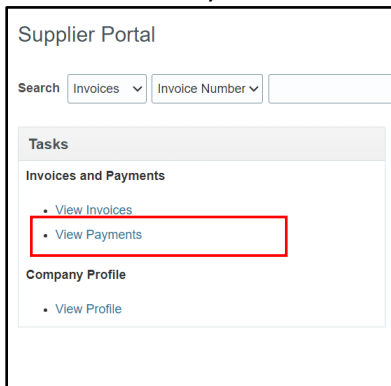 Supplier Portal
Search Invoices Invoice Number
Tasks
Invoices and Payments
• View Invoices
• View Payments
Company Profile
• View Profile